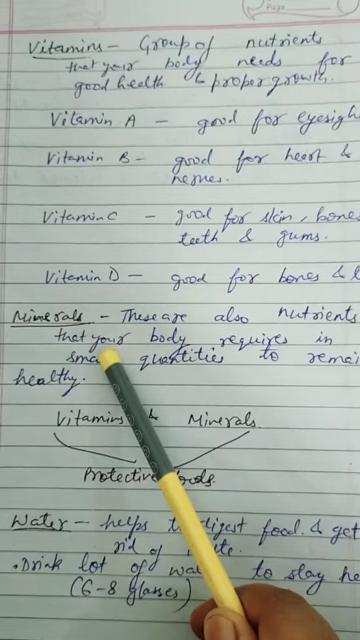 Page
Vitamins - Group of nutrients
that your body needs for
good health & proper growth.
Vitamin A - good for eyesigh
Vitamin B - good for heart &
nerves.
Vitamin C - good for skin, bones
teeth & gums.
Vitamin D - good for bones &
Minerals - These are also nutrients
that your body requires in
small quantities to remai
healthy.
Vitamins & Minerals
Protective foods.
Water - helps to digest food & get
rid of waste.
• Drink lot of water to stay he
(6-8 glasses)